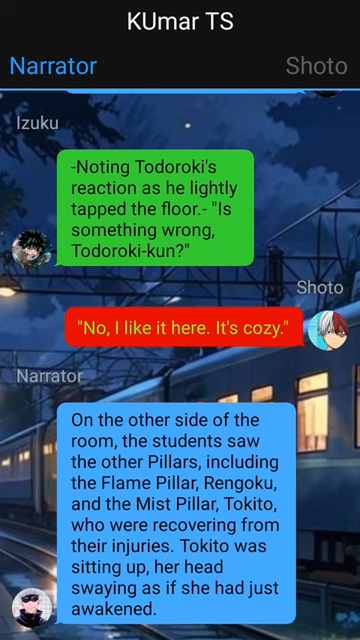 KUmar TS
Narrator
Shoto
Izuku
-Noting Todoroki's
reaction as he lightly
tapped the floor.- "Is
something wrong,
Todoroki-kun?"
Shoto
"No, I like it here. It's cozy."
Narrator
On the other side of the
room, the students saw
the other Pillars, including
the Flame Pillar, Rengoku,
and the Mist Pillar, Tokito,
who were recovering from
their injuries. Tokito was
sitting up, her head
swaying as if she had just
awakened.